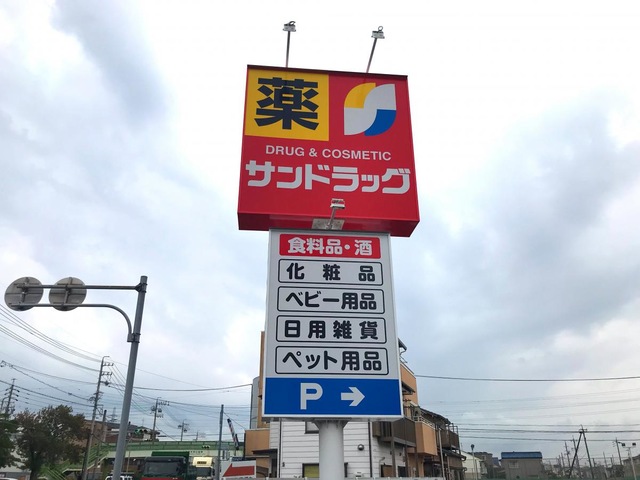 薬
DRUG & COSMETIC
サンドラッグ
食料品・酒
化粧品
ベビー用品
日用雑貨
ペット用品
P→